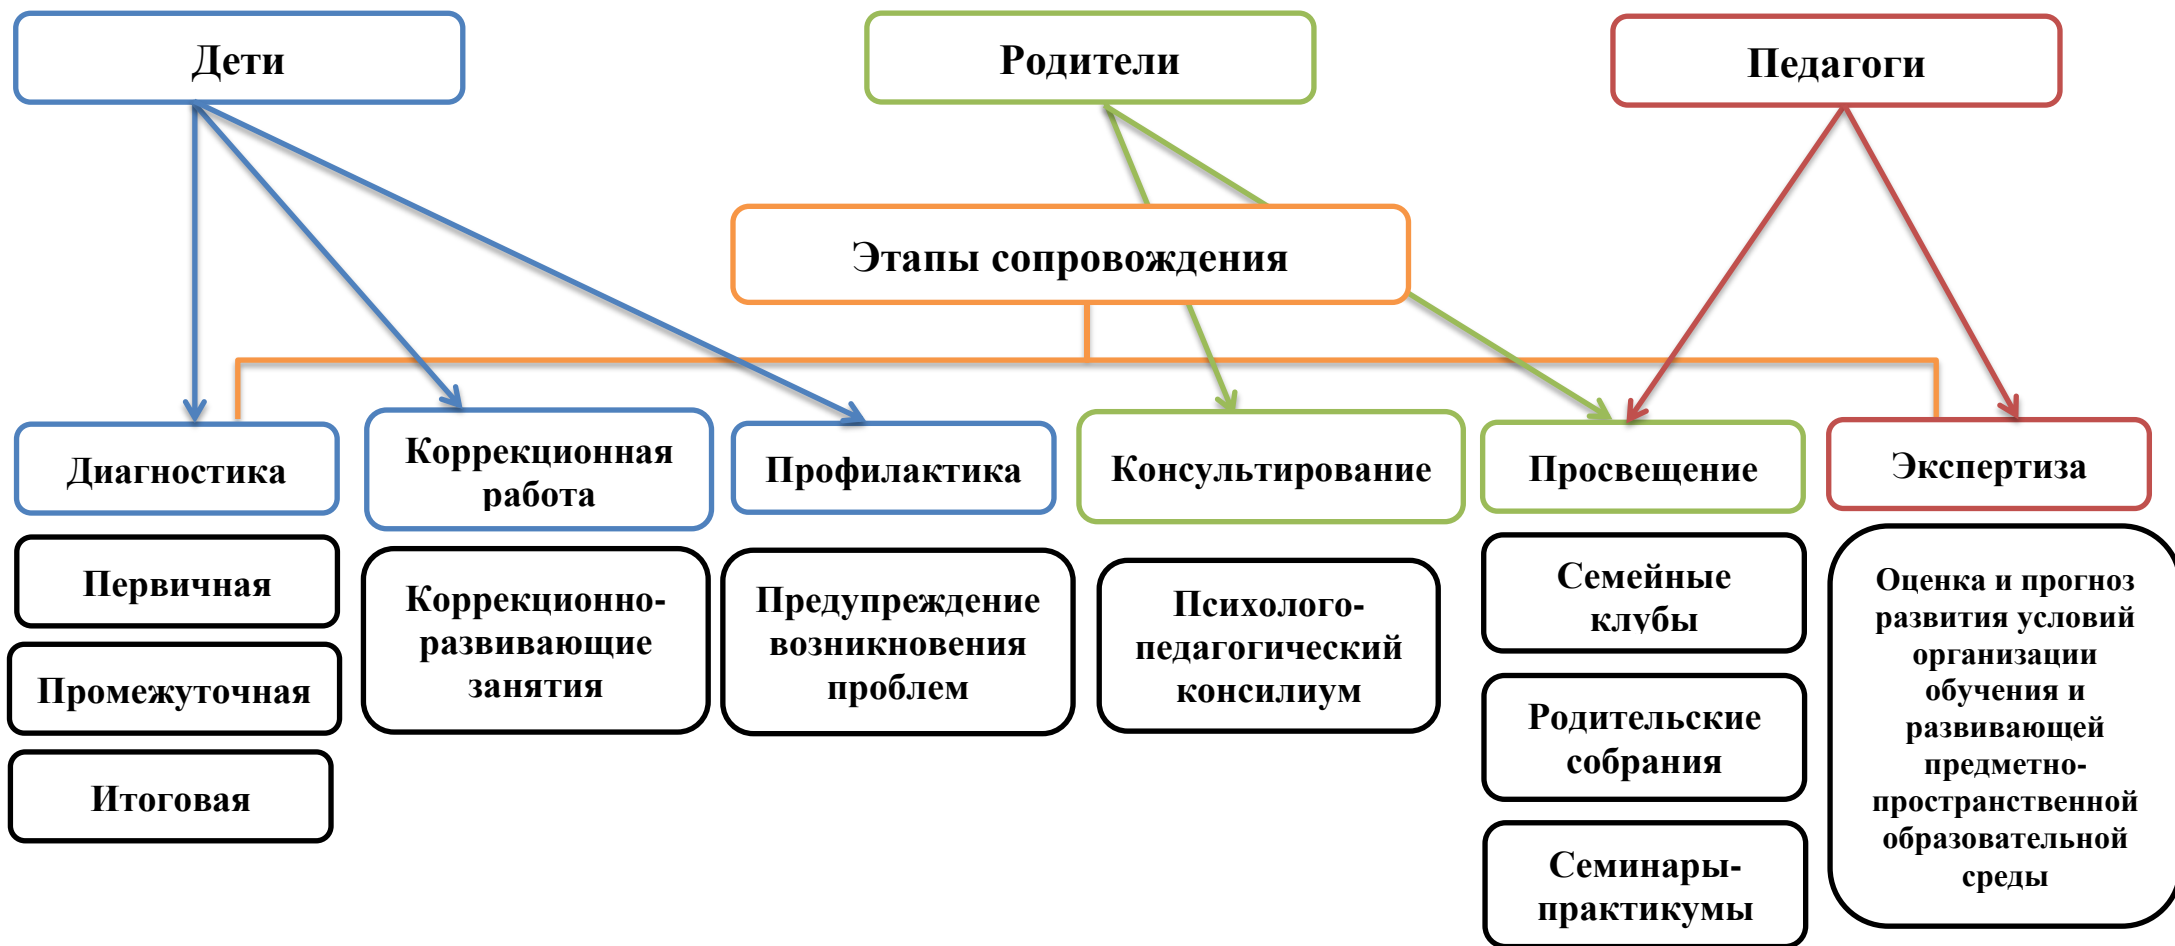 Дети
Родители
Педагоги
Этапы сопровождения
Диагностика
Коррекционная
работа
Профилактика
Консультирование
Просвещение
Экспертиза
Первичная
Промежуточная
Итоговая
Коррекционно-
развивающие
занятия
Предупреждение
возникновения
проблем
Психолого-
педагогический
консилиум
Семейные
клубы
Родительские
собрания
Семинары-
практикумы
Оценка и прогноз
развития условий
организации
обучения и
развивающей
предметно-
пространственной
образовательной
среды